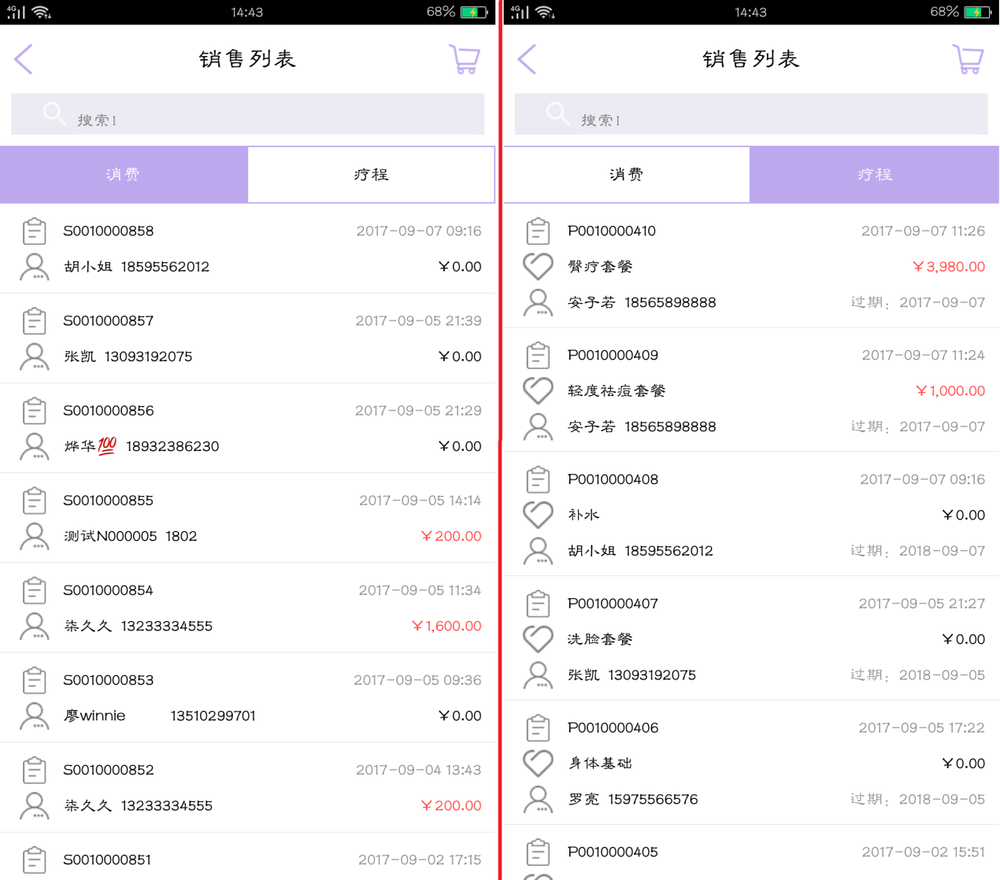 4G 14:43 68%
销售列表
搜索!
消费 疗程
S0010000858 2017-09-07 09:16
胡小姐 18595562012 ￥0.00
S0010000857 2017-09-05 21:39
张凯 13093192075 ￥0.00
S0010000856 2017-09-05 21:29
烨华💯 18932386230 ￥0.00
S0010000855 2017-09-05 14:14
测试N000005 1802 ￥200.00
S0010000854 2017-09-05 11:34
柒久久 13233334555 ￥1,600.00
S0010000853 2017-09-05 09:36
廖winnie 13510299701 ￥0.00
S0010000852 2017-09-04 13:43
柒久久 13233334555 ￥200.00
S0010000851 2017-09-02 17:15
4G 14:43 68%
销售列表
搜索!
消费 疗程
P0010000410 2017-09-07 11:26
臀疗套餐 ￥3,980.00
安予若 18565898888 过期：2017-09-07
P0010000409 2017-09-07 11:24
轻度祛痘套餐 ￥1,000.00
安予若 18565898888 过期：2017-09-07
P0010000408 2017-09-07 09:16
补水 ￥0.00
胡小姐 18595562012 过期：2018-09-07
P0010000407 2017-09-05 21:27
洗脸套餐 ￥0.00
张凯 13093192075 过期：2018-09-05
P0010000406 2017-09-05 17:22
身体基础 ￥0.00
罗亮 15975566576 过期：2018-09-05
P0010000405 2017-09-02 15:51